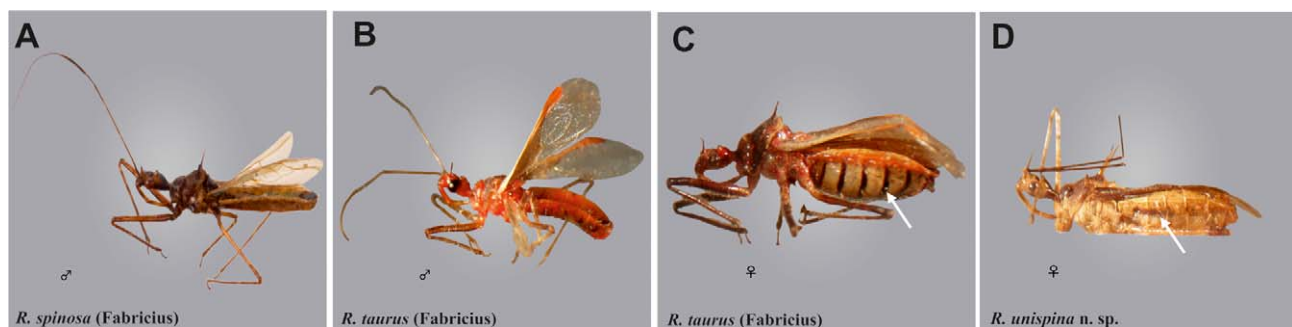 A
♂
R. spinosa (Fabricius)
B
♂
R. taurus (Fabricius)
C
♀
R. taurus (Fabricius)
D
♀
R. unispina n. sp.